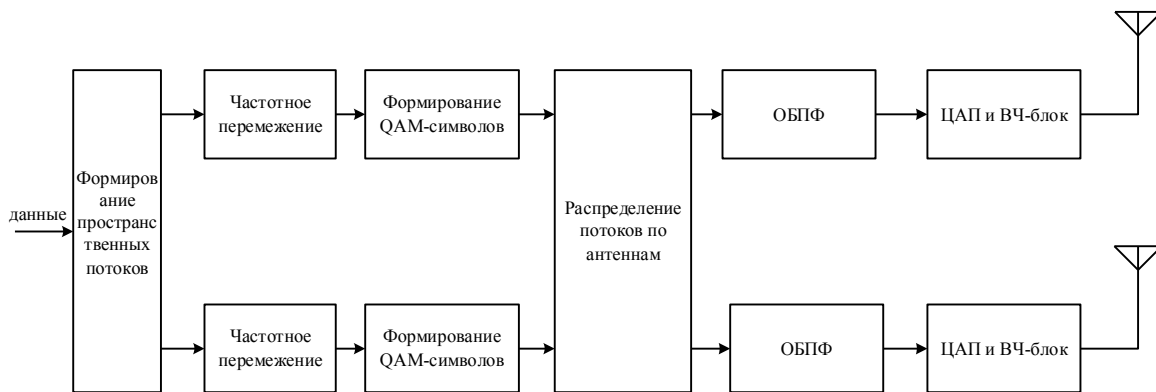 данные
Формиров
ание
пространс
твенных
потоков
Частотное
перемежение
Формирование
QAM-символов
Распределение
потоков по
антеннам
ОБПФ
ЦАП и ВЧ-блок
Частотное
перемежение
Формирование
QAM-символов
ОБПФ
ЦАП и ВЧ-блок